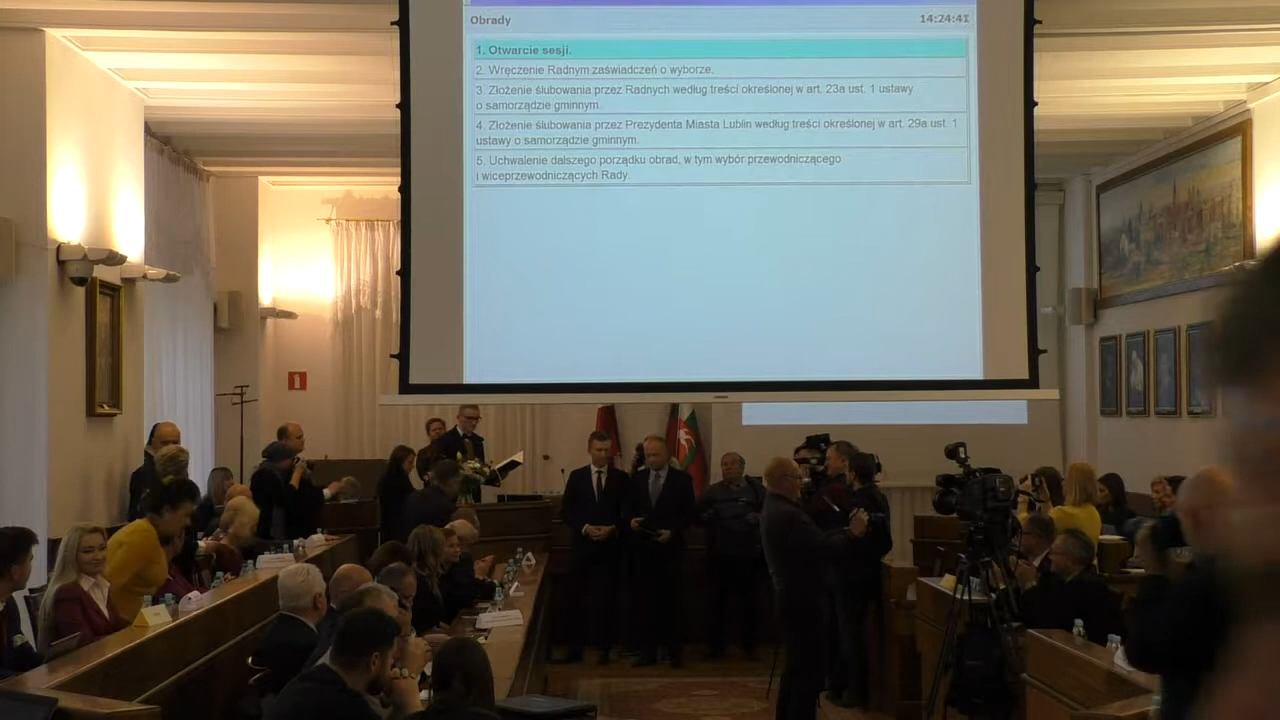 Obrady
14:24:41
1. Otwarcie sesji.
2. Wręczenie Radnym zaświadczeń o wyborze.
3. Złożenie ślubowania przez Radnych według treści określonej w art. 23a ust. 1 ustawy
o samorządzie gminnym.
4. Złożenie ślubowania przez Prezydenta Miasta Lublin według treści określonej w art. 29a ust. 1
ustawy o samorządzie gminnym.
5. Uchwalenie dalszego porządku obrad, w tym wybór przewodniczącego
i wiceprzewodniczących Rady.